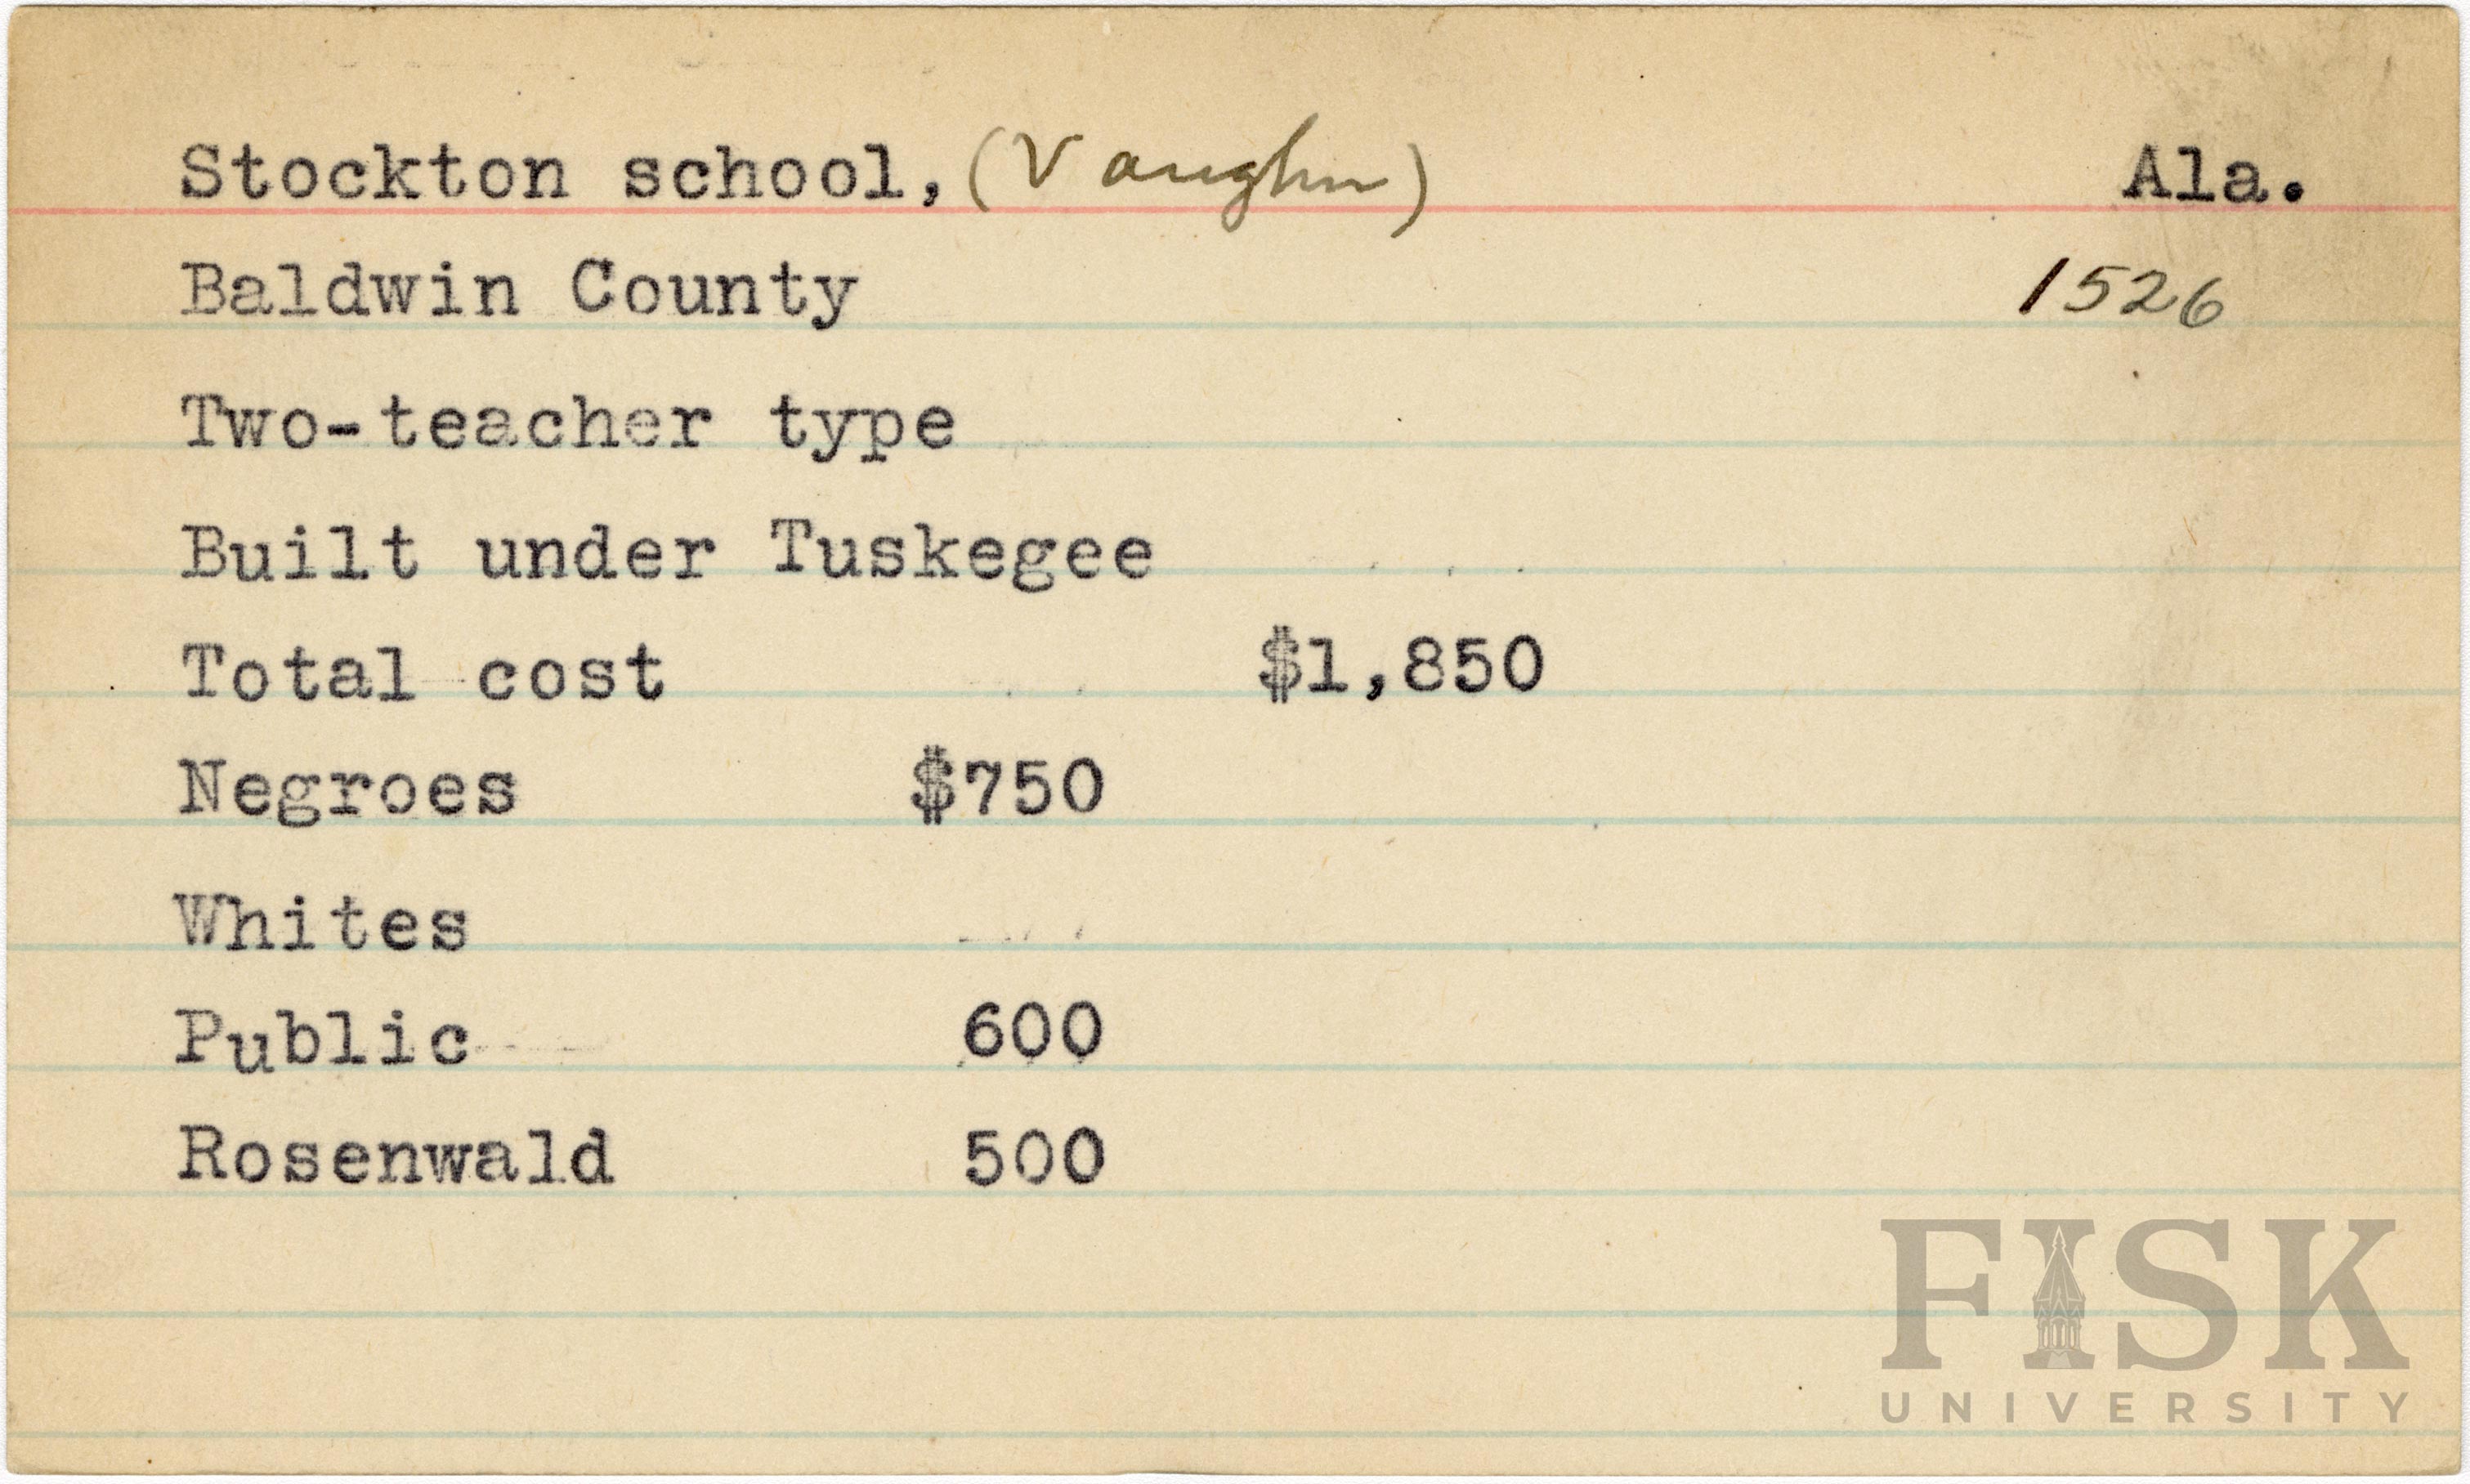 Stockton school, (Vaughn) Ala.
Baldwin County 1526
Two-teacher type
Built under Tuskegee
Total cost $1,850
Negroes $750
Whites
Public 600
Rosenwald 500
FISK
UNIVERSITY